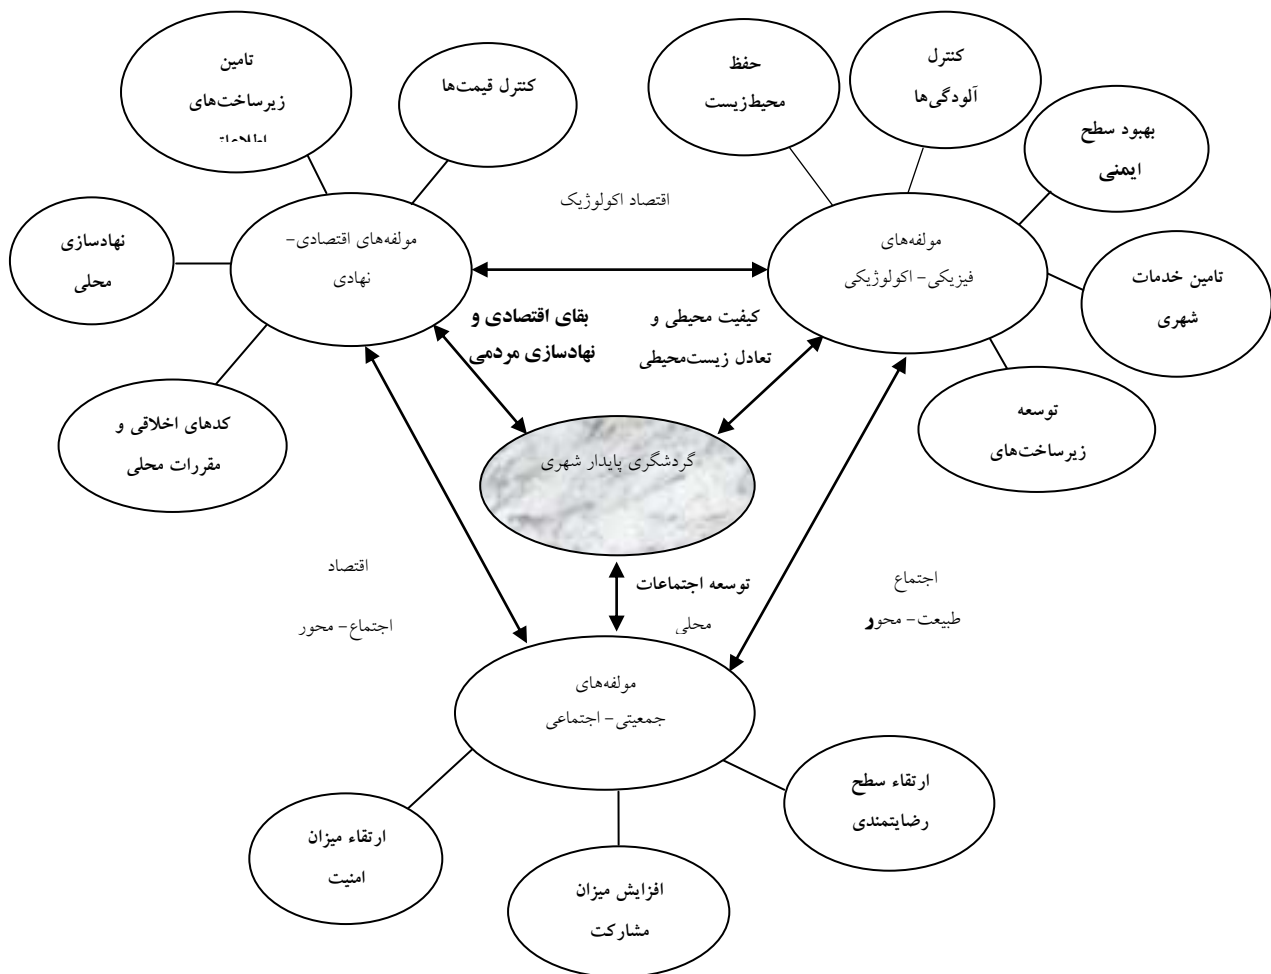 تامین
زیرساخت‌های
کنترل قیمت‌ها
حفظ
محیط‌زیست
کنترل
آلودگی‌ها
بهبود سطح
ایمنی
نهادسازی
محلی
مولفه‌های اقتصادی-
نهادی
اقتصاد اکولوژیک
مولفه‌های
فیزیکی- اکولوژیکی
تامین خدمات
شهری
بقای اقتصادی و
نهادسازی مردمی
کیفیت محیطی و
تعادل زیست‌محیطی
کدهای اخلاقی و
مقررات محلی
گردشگری پایدار شهری
توسعه
زیرساخت‌های
اقتصاد
اجتماع- محور
توسعه اجتماعات
محلی
اجتماع
طبیعت- محور
مولفه‌های
جمعیتی- اجتماعی
ارتقاء میزان
امنیت
افزایش میزان
مشارکت
ارتقاء سطح
رضایتمندی